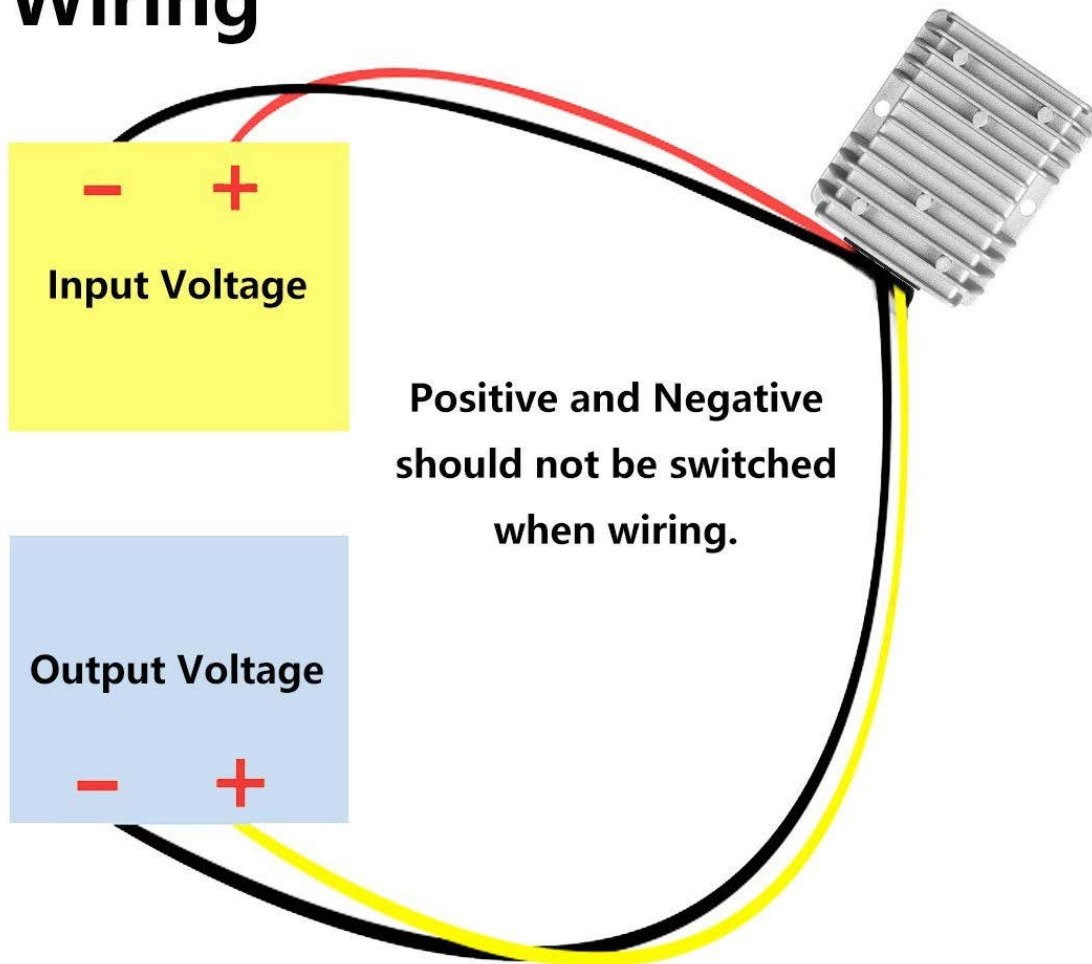 Wiring
- +
Input Voltage
Positive and Negative
should not be switched
when wiring.
Output Voltage
- +